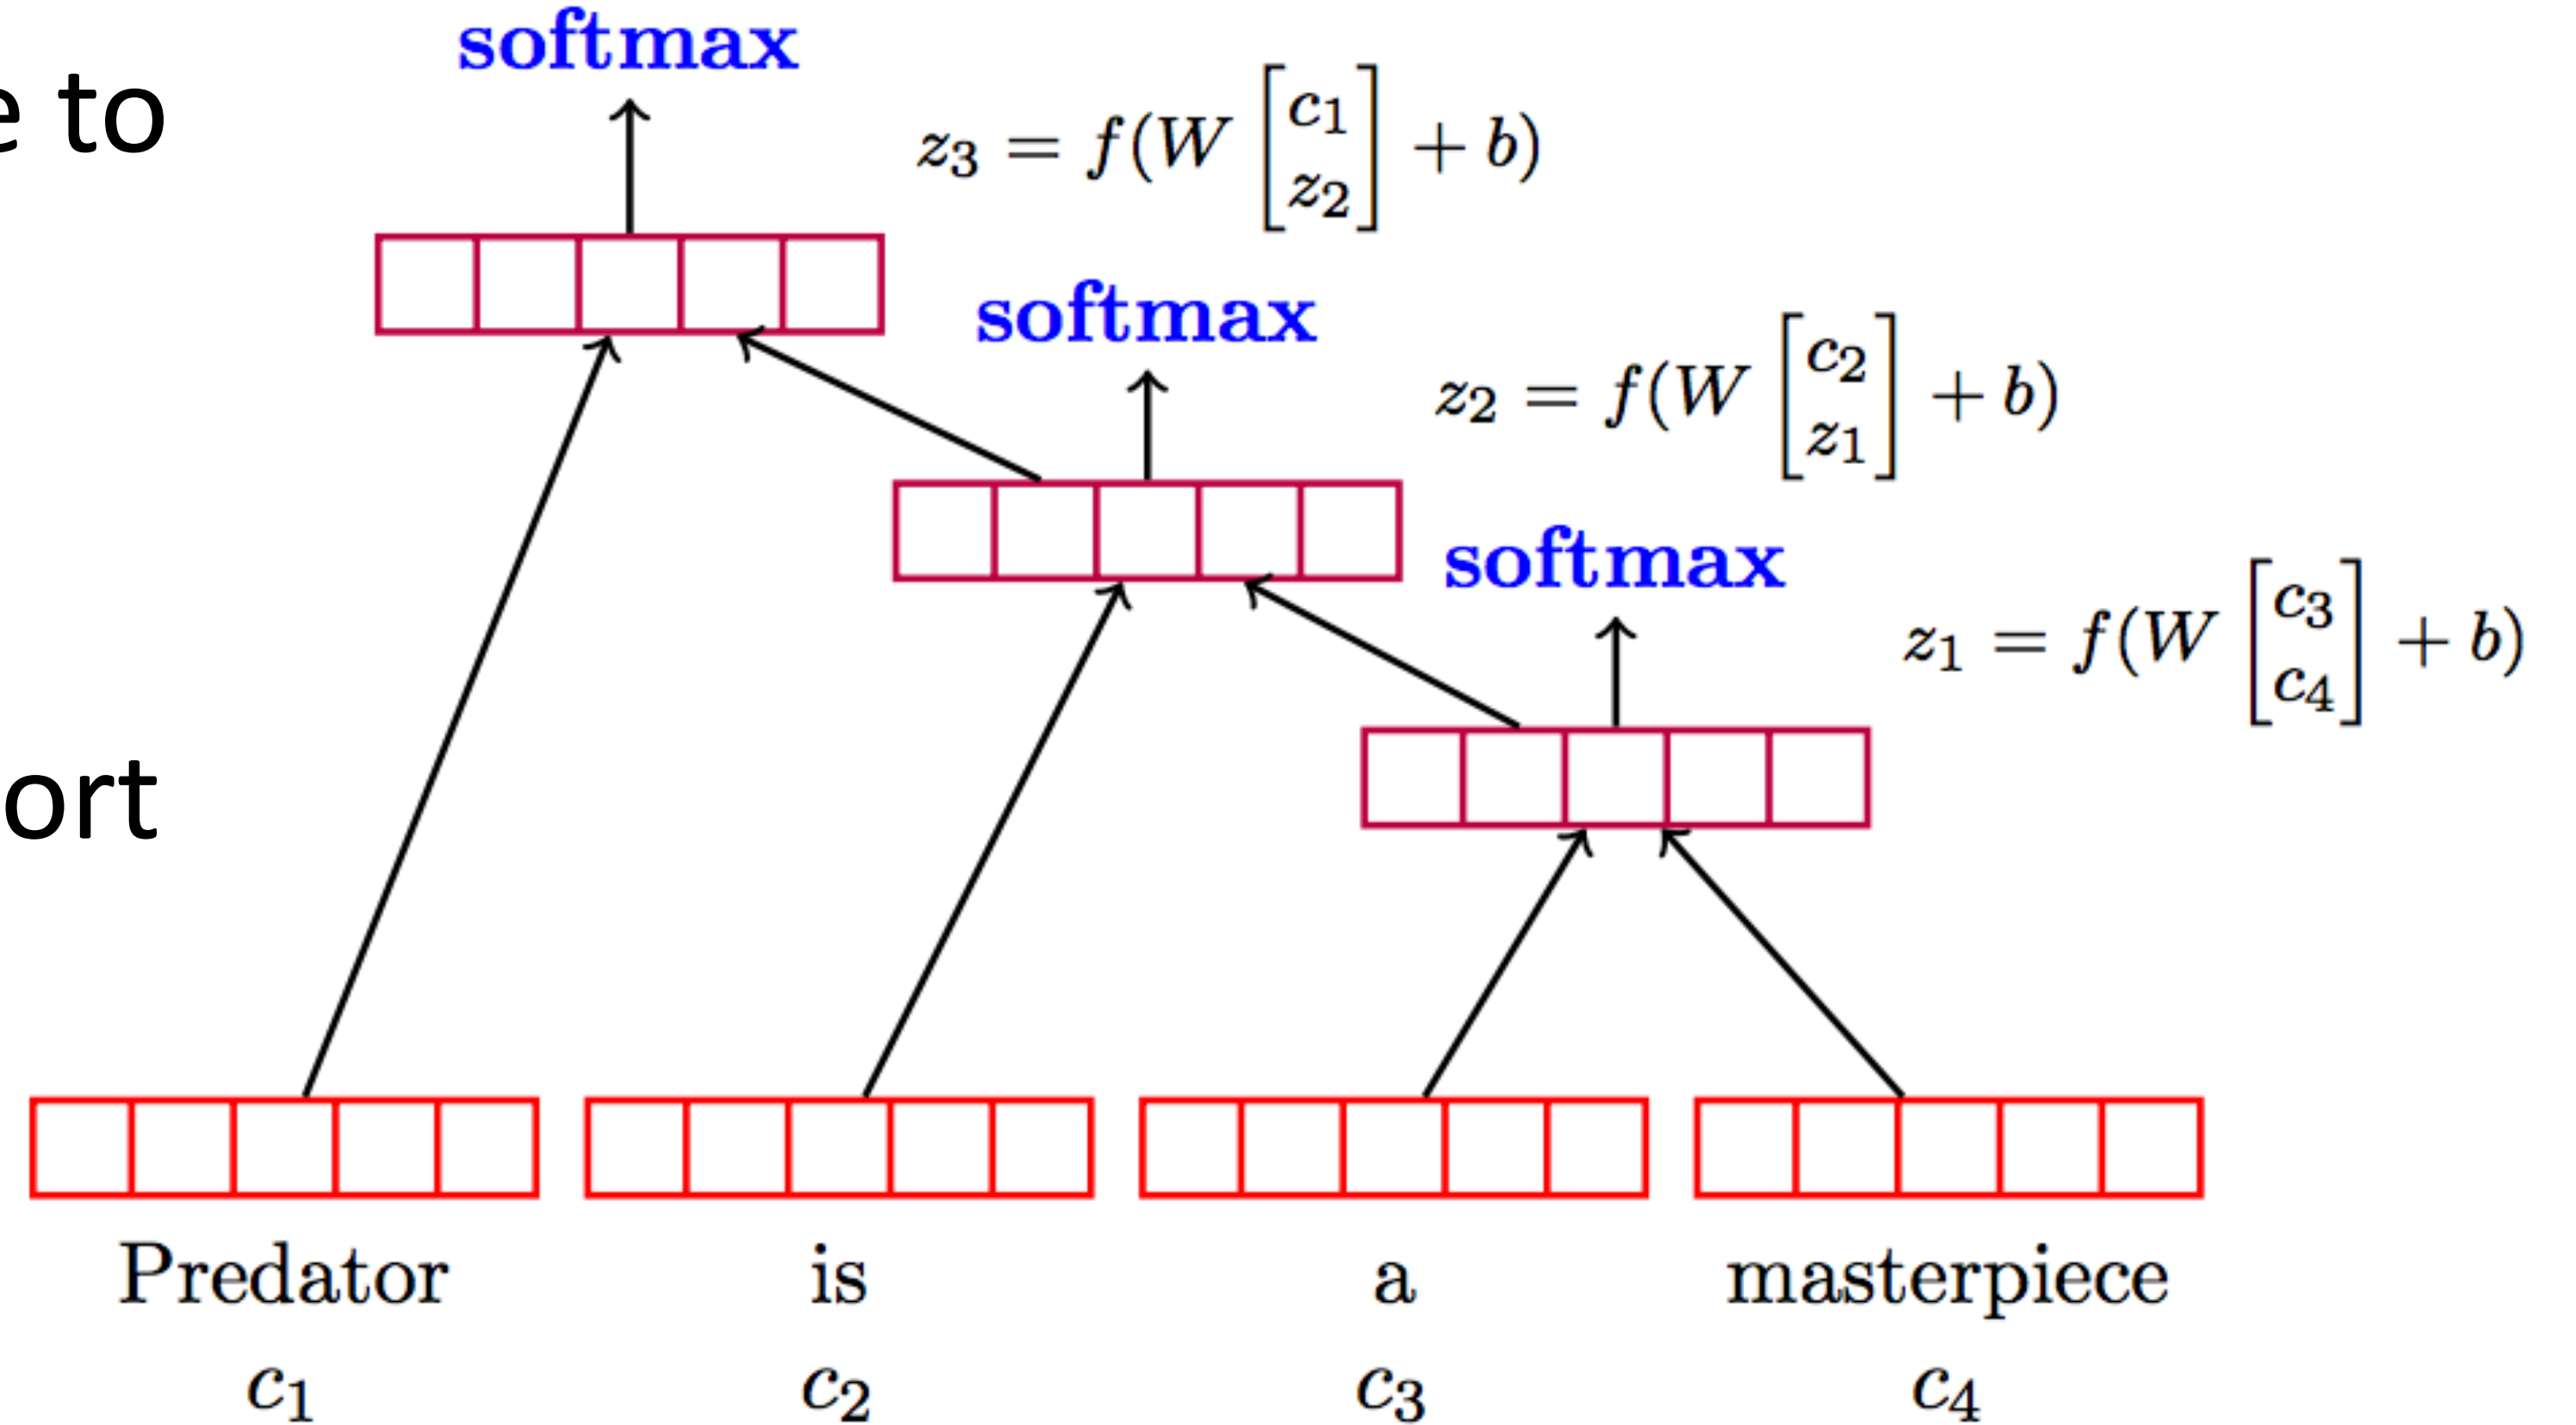 softmax
e to
z₃ = f(W [c₁ z₂] + b)
softmax
z₂ = f(W [c₂ z₁] + b)
softmax
z₁ = f(W [c₃ c₄] + b)
ort
Predator is a masterpiece
c₁ c₂ c₃ c₄